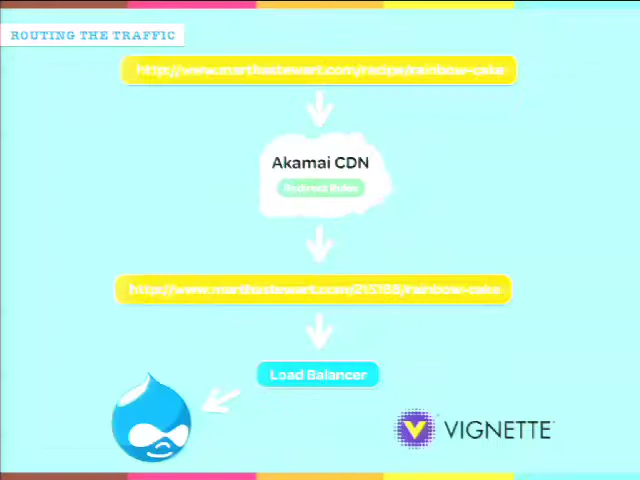 ROUTING THE TRAFFIC
http://www.marthastewart.com/recipe/rainbow-cake
Akamai CDN
Redirect Rules
http://www.marthastewart.com/215188/rainbow-cake
Load Balancer
VIGNETTE